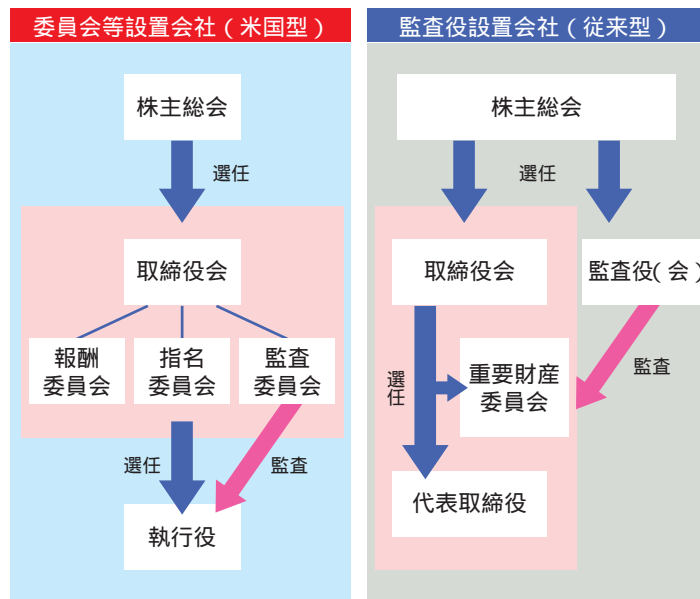 委員会等設置会社（米国型）
株主総会
選任
取締役会
報酬
委員会
指名
委員会
監査
委員会
選任
監査
執行役
監査役設置会社（従来型）
株主総会
選任
取締役会
監査役（会）
選任
重要財産
委員会
監査
代表取締役